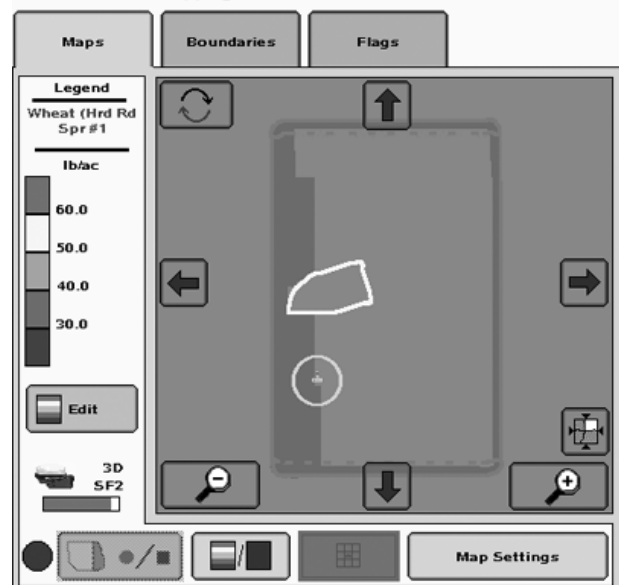 Maps
Boundaries
Flags
Legend
Wheat (Hrd Rd
Spr #1
lb/ac
60.0
50.0
40.0
30.0
Edit
3D
SF2
Map Settings